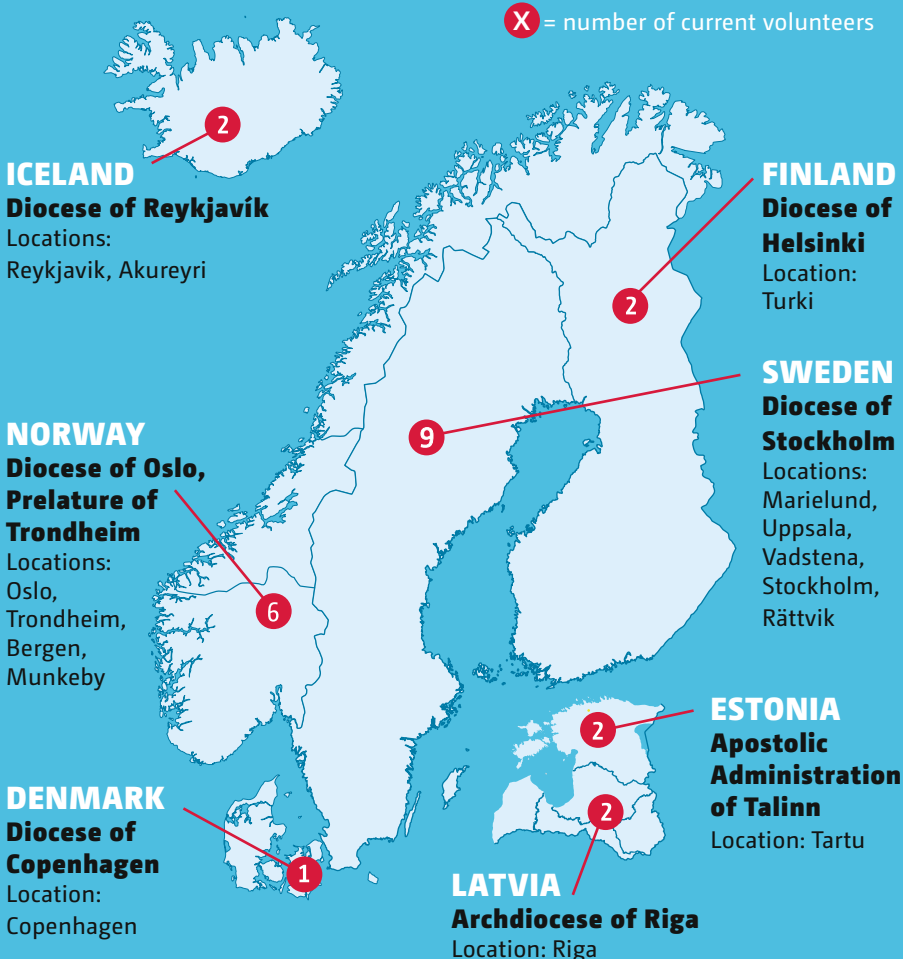 X = number of current volunteers
2
ICELAND
Diocese of Reykjavík
Locations:
Reykjavik, Akureyri
FINLAND
Diocese of
Helsinki
Location:
Turki
2
SWEDEN
Diocese of
Stockholm
Locations:
Marielund,
Uppsala,
Vadstena,
Stockholm,
Rättvik
9
NORWAY
Diocese of Oslo,
Prelature of
Trondheim
Locations:
Oslo,
Trondheim,
Bergen,
Munkeby
6
ESTONIA
Apostolic
Administration
of Talinn
Location: Tartu
2
DENMARK
Diocese of
Copenhagen
Location:
Copenhagen
1
2
LATVIA
Archdiocese of Riga
Location: Riga